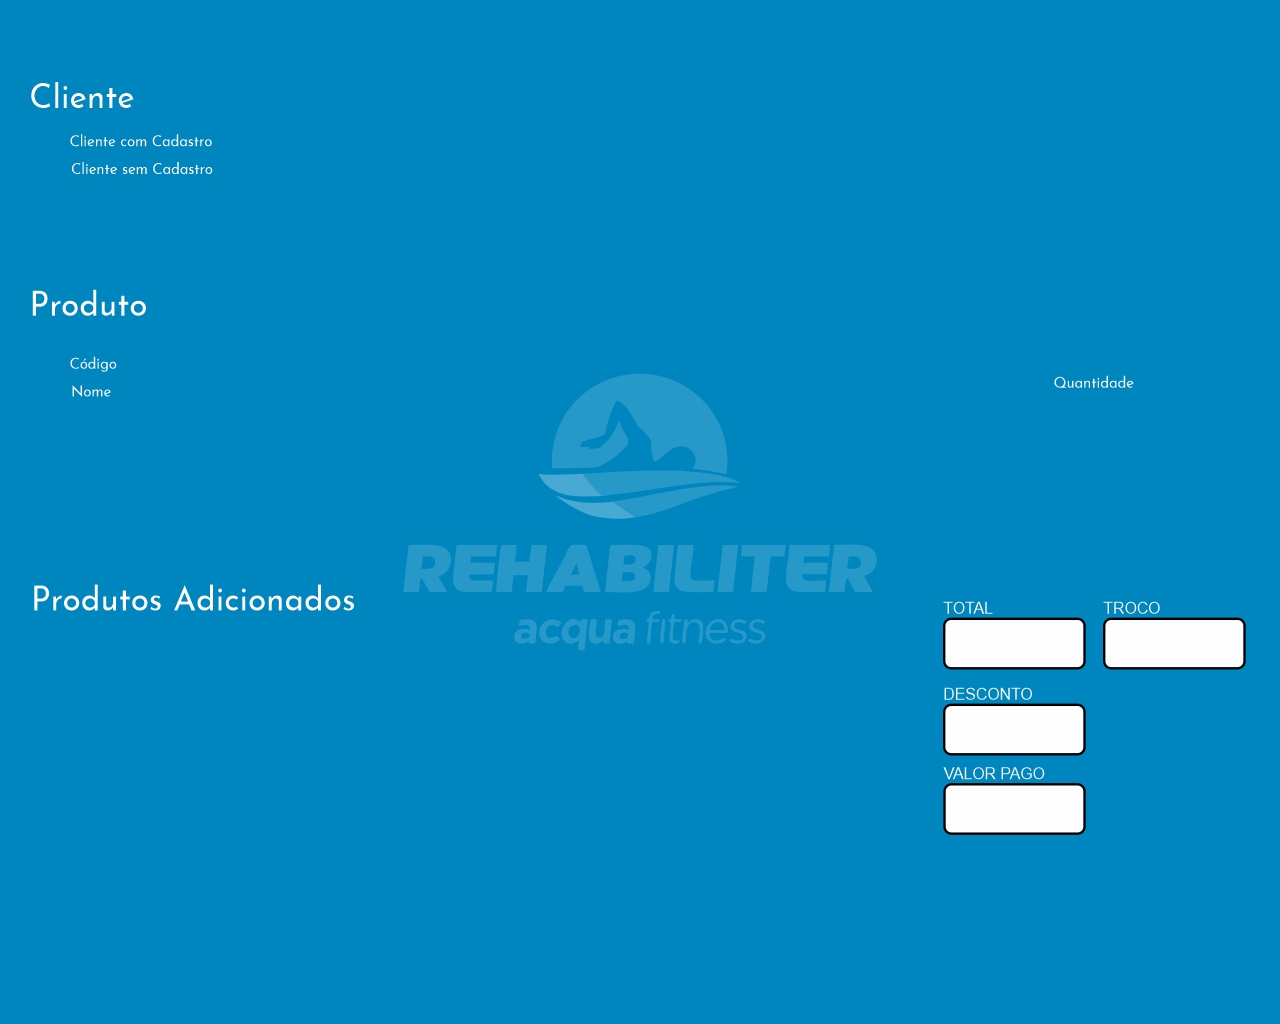 Cliente
Cliente com Cadastro
Cliente sem Cadastro
Produto
Código
Nome
Quantidade
REHABILITER
acqua fitness
Produtos Adicionados
TOTAL
TROCO
DESCONTO
VALOR PAGO